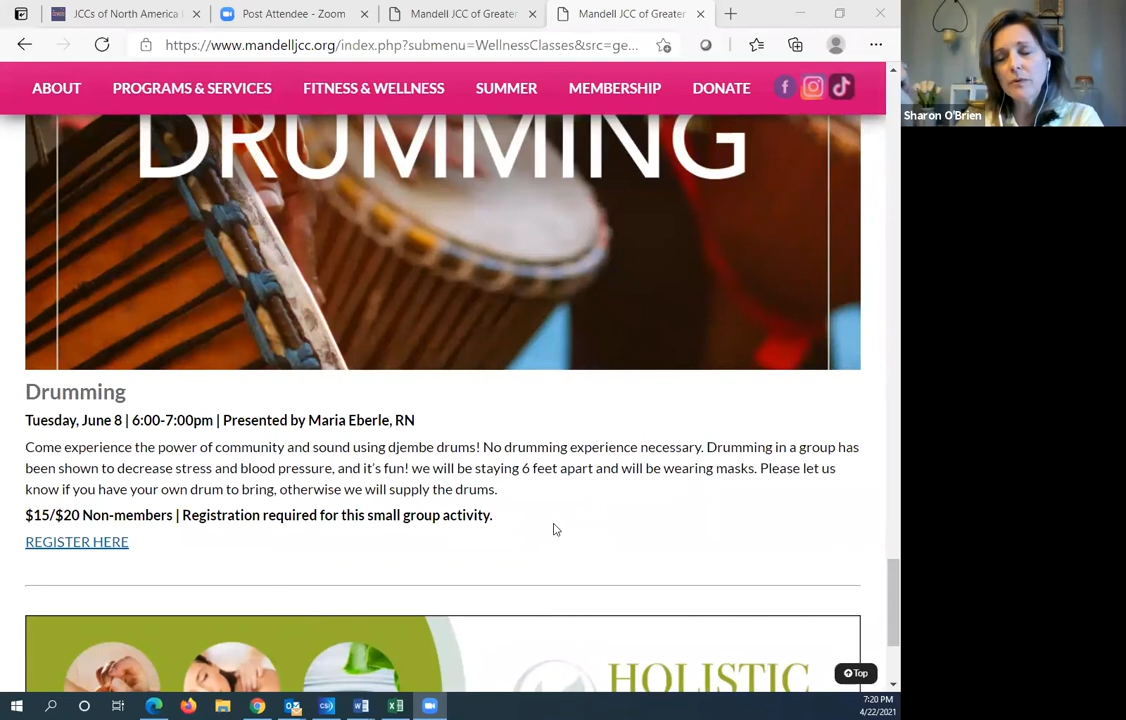 JCCs of North America
Post Attendee - Zoom
Mandell JCC of Greater
Mandell JCC of Greater
https://www.mandelljcc.org/index.php?submenu=WellnessClasses&src=ge...
ABOUT PROGRAMS & SERVICES FITNESS & WELLNESS SUMMER MEMBERSHIP DONATE
Sharon O'Brien
DRUMMING
Drumming
Tuesday, June 8 | 6:00-7:00pm | Presented by Maria Eberle, RN
Come experience the power of community and sound using djembe drums! No drumming experience necessary. Drumming in a group has
been shown to decrease stress and blood pressure, and it's fun! we will be staying 6 feet apart and will be wearing masks. Please let us
know if you have your own drum to bring, otherwise we will supply the drums.
$15/$20 Non-members | Registration required for this small group activity.
REGISTER HERE
HOLISTIC
Top
7:20 PM
4/22/2021